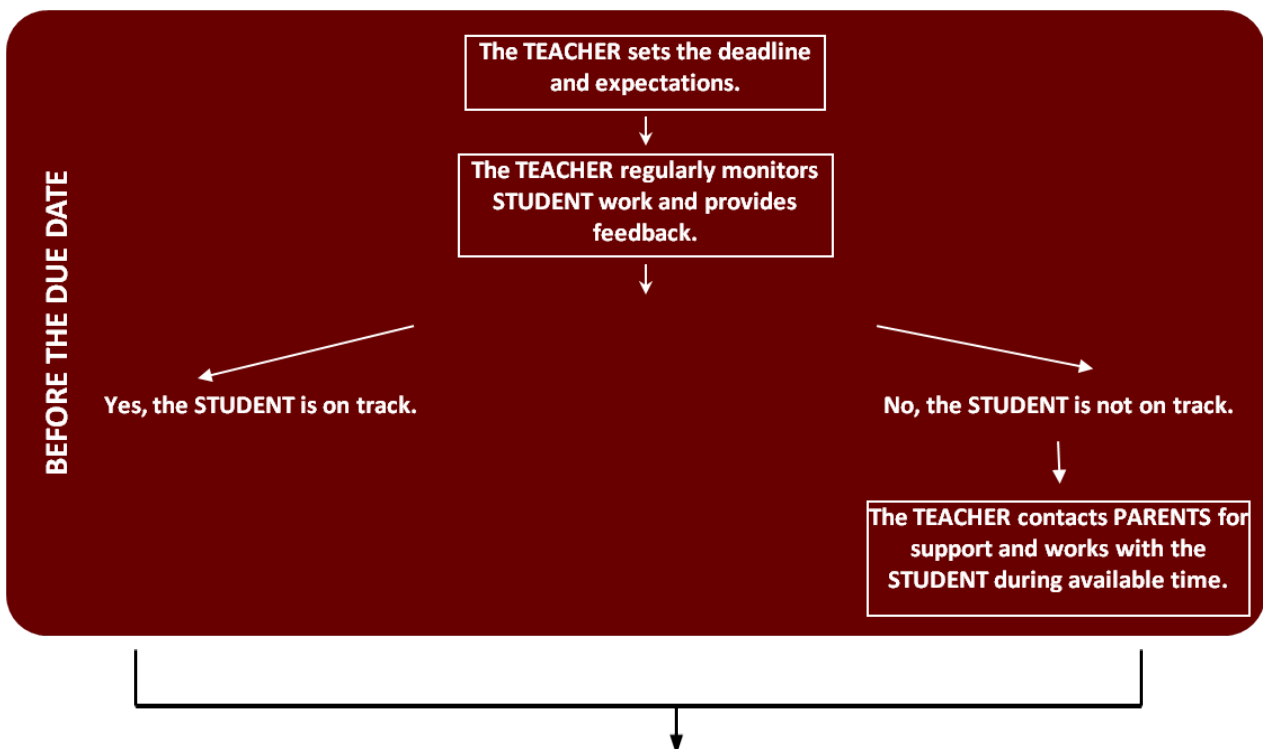 The TEACHER sets the deadline
and expectations.
The TEACHER regularly monitors
STUDENT work and provides
feedback.
BEFORE THE DUE DATE
Yes, the STUDENT is on track.
No, the STUDENT is not on track.
The TEACHER contacts PARENTS for
support and works with the
STUDENT during available time.